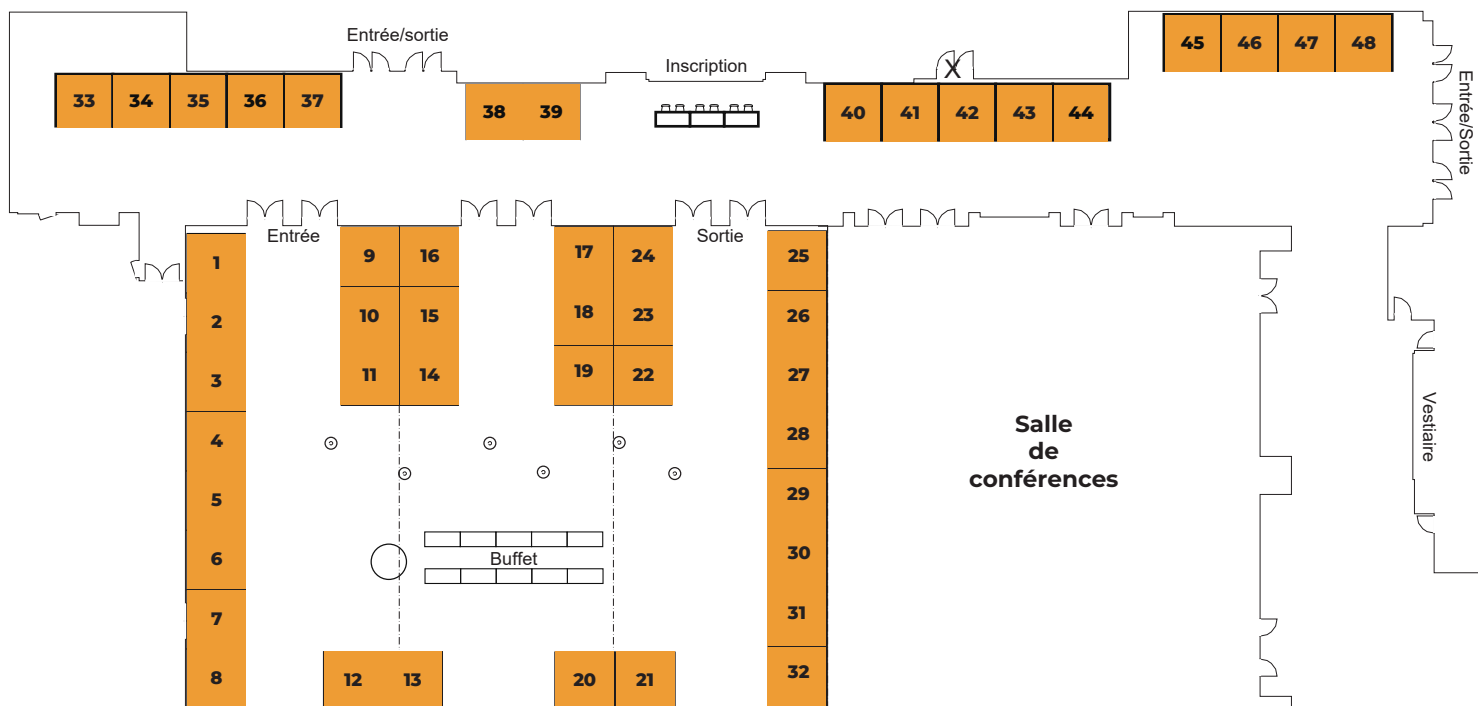 45 46 47 48
Entrée/sortie
Inscription
X
33 34 35 36 37
38 39
40 41 42 43 44
Entrée/Sortie
Entrée
Sortie
1
9 16
17 24
25
2
10 15
18 23
26
3
11 14
19 22
27
4
28
Salle
de
conférences
Vestiaire
5
29
6
Buffet
30
7
31
8
12 13
20 21
32